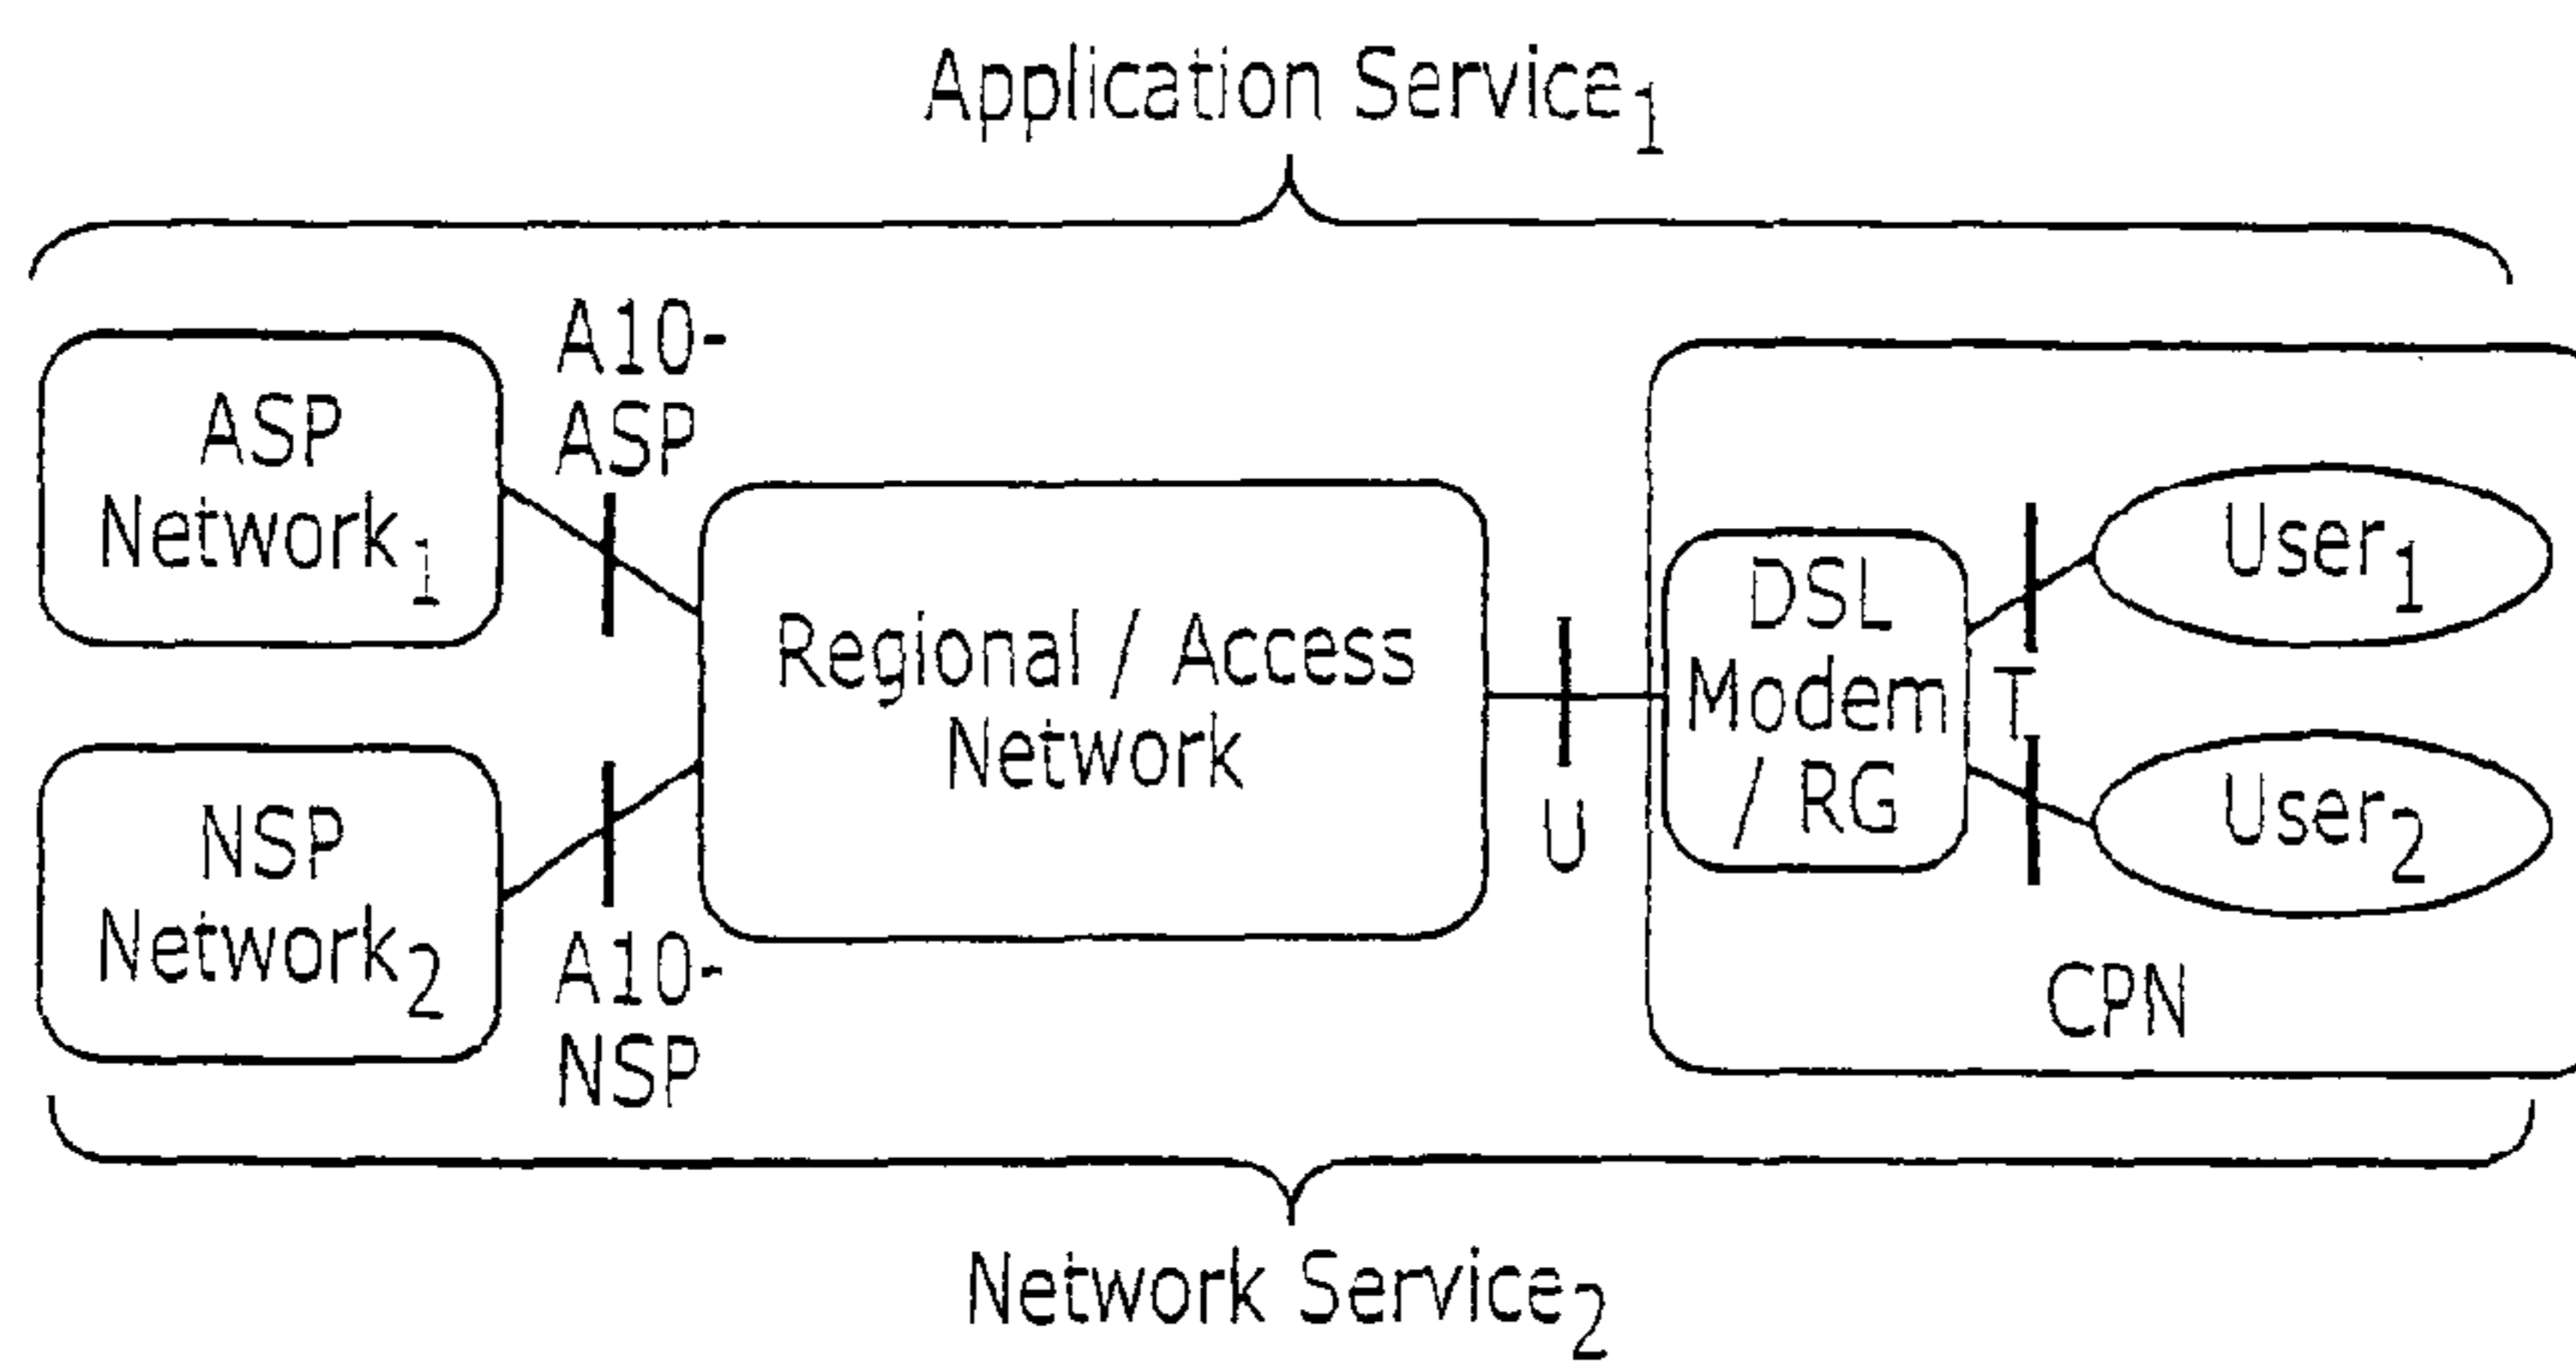 Application Service₁
A10-
ASP
ASP
Network₁
Regional / Access
Network
NSP
Network₂
A10-
NSP
U
DSL
Modem
/ RG
T
User₁
User₂
CPN
Network Service₂